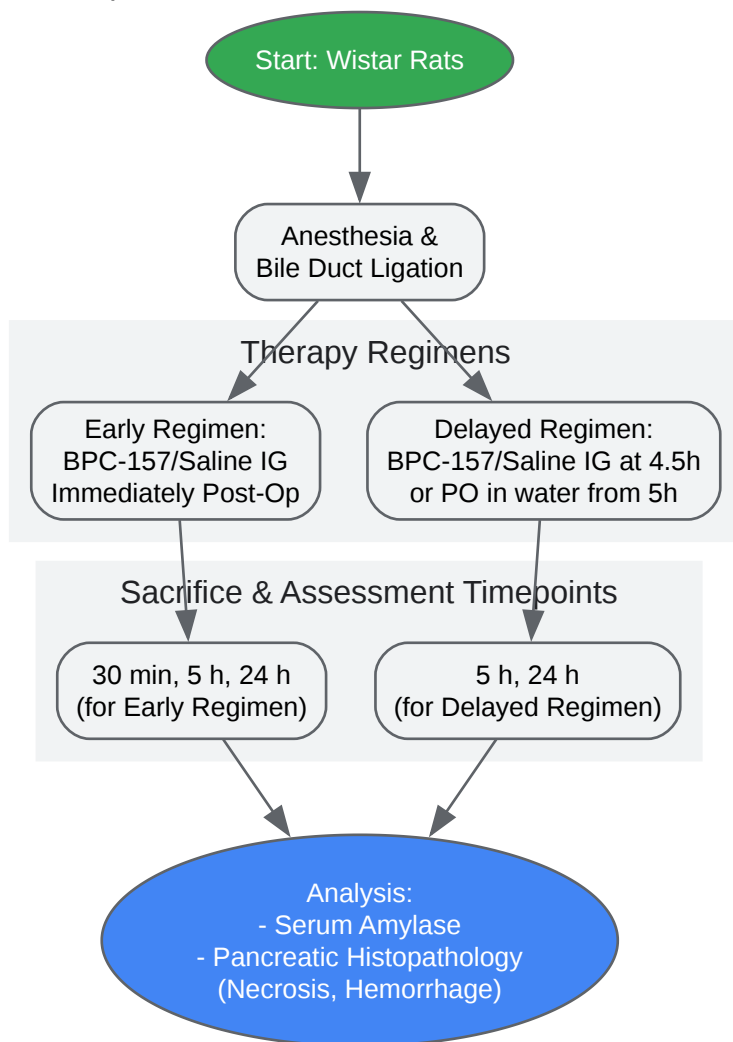 Start: Wistar Rats
Anesthesia &
Bile Duct Ligation
Therapy Regimens
Early Regimen:
BPC-157/Saline IG
Immediately Post-Op
Delayed Regimen:
BPC-157/Saline IG at 4.5h
or PO in water from 5h
Sacrifice & Assessment Timepoints
30 min, 5 h, 24 h
(for Early Regimen)
5 h, 24 h
(for Delayed Regimen)
Analysis:
- Serum Amylase
- Pancreatic Histopathology
(Necrosis, Hemorrhage)